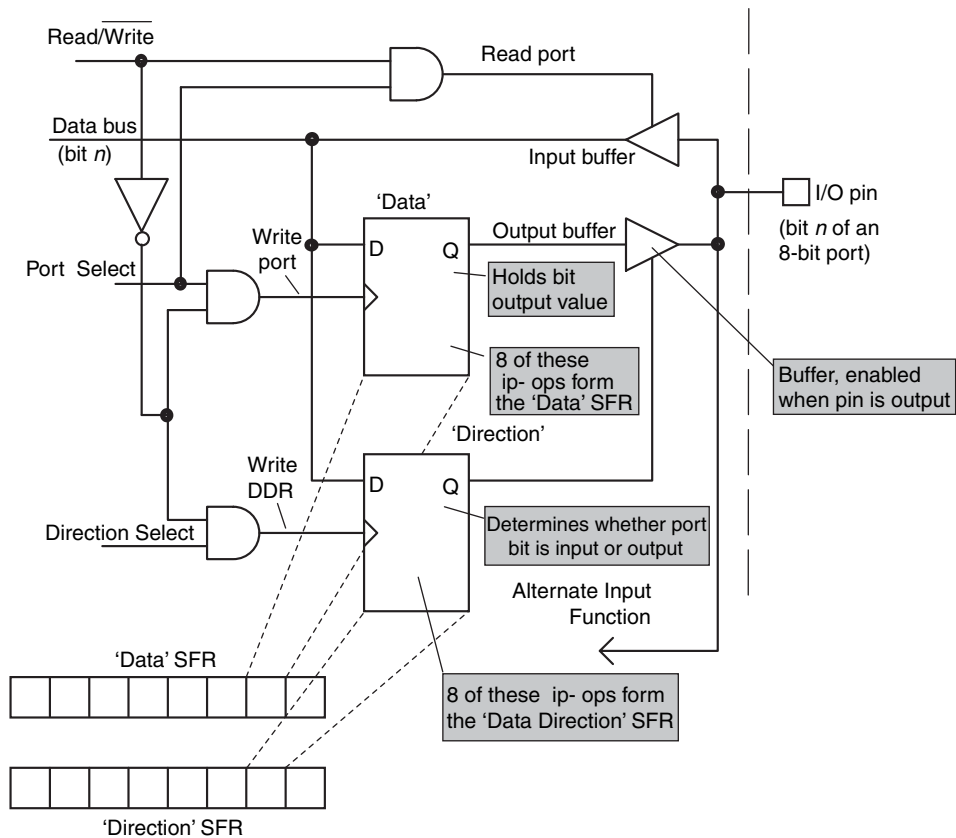 Read/Write
Read port
Data bus
(bit n)
Input buffer
I/O pin
(bit n of an
8-bit port)
'Data'
Write
port
D
Q
Output buffer
Port Select
Holds bit
output value
8 of these
ip- ops form
the 'Data' SFR
Buffer, enabled
when pin is output
'Direction'
Write
DDR
D
Q
Direction Select
Determines whether port
bit is input or output
Alternate Input
Function
'Data' SFR
8 of these ip- ops form
the 'Data Direction' SFR
'Direction' SFR